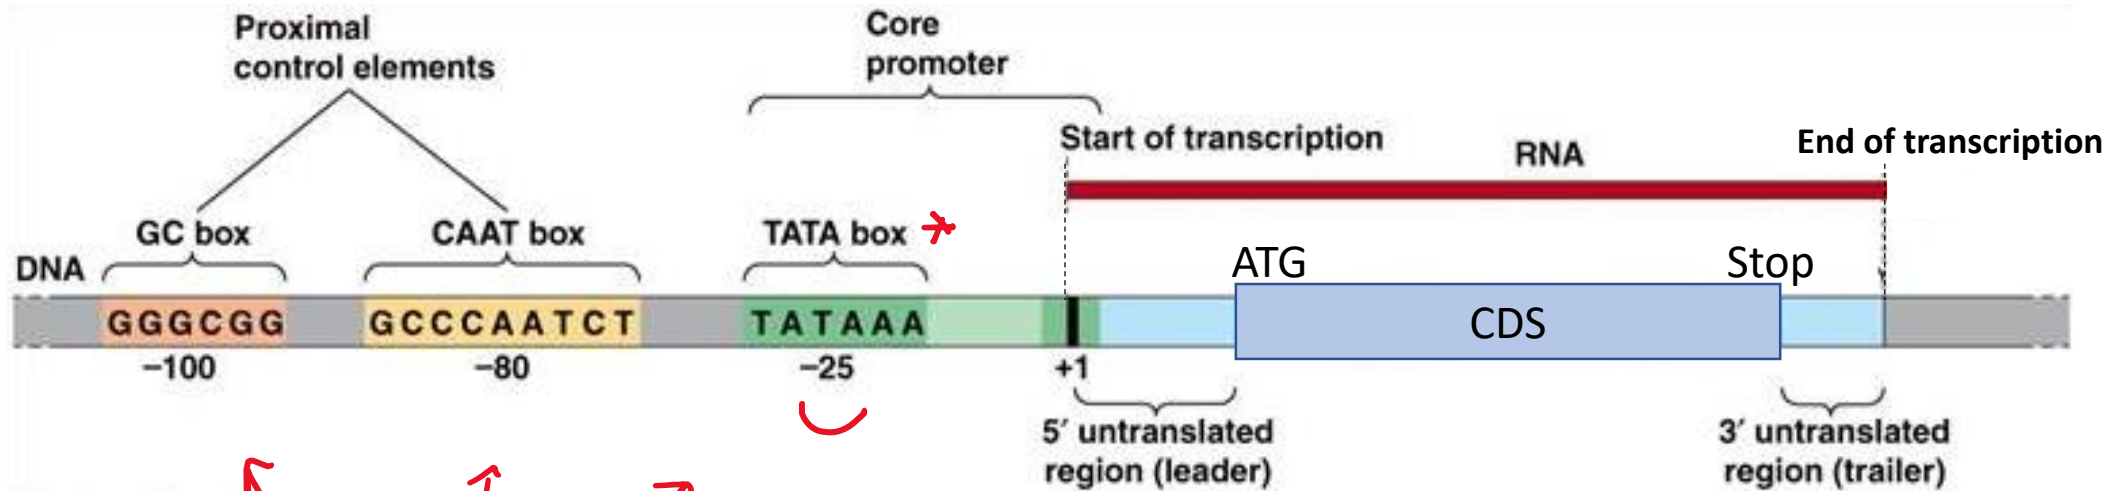 Proximal
control elements
Core
promoter
Start of transcription
RNA
End of transcription
GC box
CAAT box
TATA box
DNA
ATG
Stop
GGGCGG
GCCCAATCT
TATAAA
CDS
−100
−80
−25
+1
5′ untranslated
region (leader)
3′ untranslated
region (trailer)